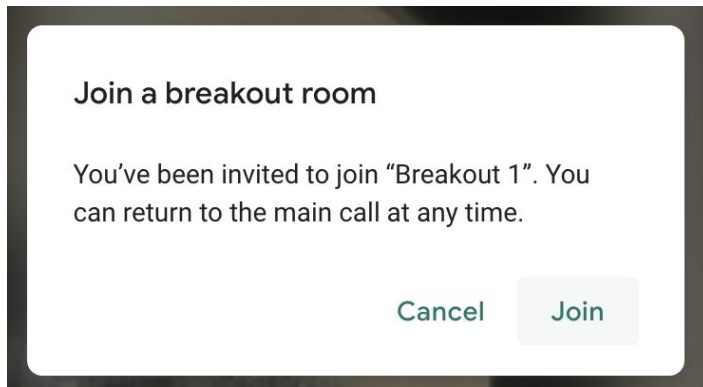 Join a breakout room
You’ve been invited to join “Breakout 1”. You
can return to the main call at any time.
Cancel Join